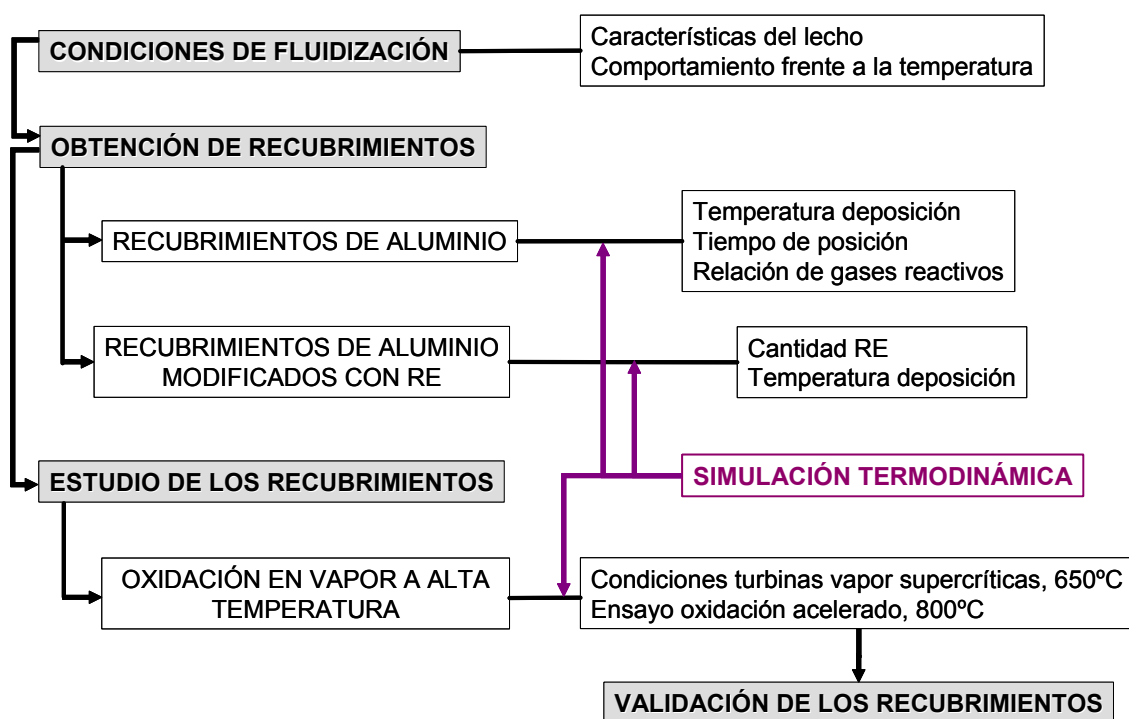 CONDICIONES DE FLUIDIZACIÓN
Características del lecho
Comportamiento frente a la temperatura
OBTENCIÓN DE RECUBRIMIENTOS
RECUBRIMIENTOS DE ALUMINIO
Temperatura deposición
Tiempo de posición
Relación de gases reactivos
RECUBRIMIENTOS DE ALUMINIO
MODIFICADOS CON RE
Cantidad RE
Temperatura deposición
ESTUDIO DE LOS RECUBRIMIENTOS
SIMULACIÓN TERMODINÁMICA
OXIDACIÓN EN VAPOR A ALTA
TEMPERATURA
Condiciones turbinas vapor supercríticas, 650ºC
Ensayo oxidación acelerado, 800ºC
VALIDACIÓN DE LOS RECUBRIMIENTOS